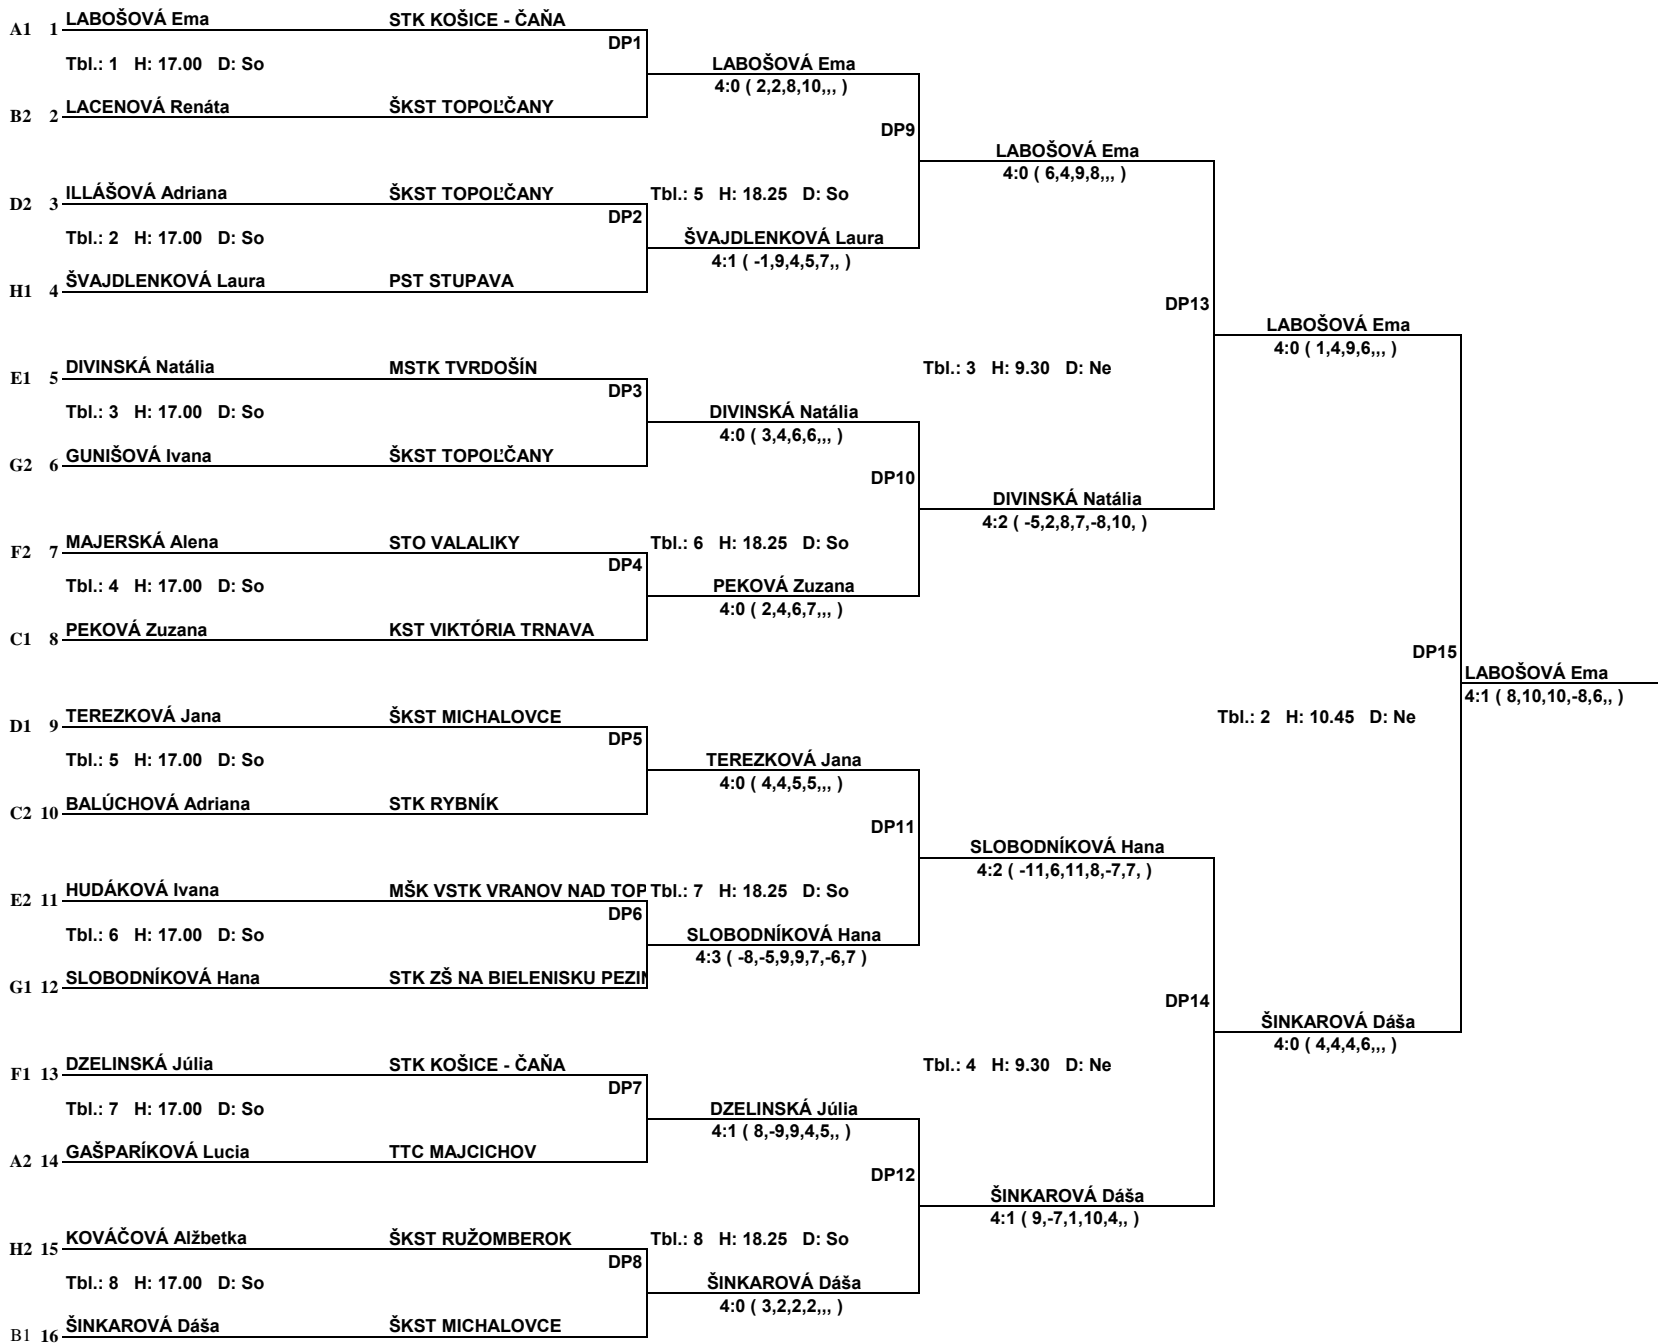 LABOŠOVÁ Ema STK KOŠICE - ČAŇA
A1 1
DP1
Tbl.: 1 H: 17.00 D: So LABOŠOVÁ Ema
4:0 ( 2,2,8,10,,, )
LACENOVÁ Renáta ŠKST TOPOĽČANY
B2 2
DP9
LABOŠOVÁ Ema
4:0 ( 6,4,9,8,,, )
ILLÁŠOVÁ Adriana ŠKST TOPOĽČANY Tbl.: 5 H: 18.25 D: So
D2 3
DP2
Tbl.: 2 H: 17.00 D: So ŠVAJDLENKOVÁ Laura
4:1 ( -1,9,4,5,7,, )
ŠVAJDLENKOVÁ Laura PST STUPAVA
H1 4
DP13
LABOŠOVÁ Ema
4:0 ( 1,4,9,6,,, )
DIVINSKÁ Natália MSTK TVRDOŠÍN Tbl.: 3 H: 9.30 D: Ne
E1 5
DP3
Tbl.: 3 H: 17.00 D: So DIVINSKÁ Natália
4:0 ( 3,4,6,6,,, )
GUNIŠOVÁ Ivana ŠKST TOPOĽČANY
G2 6
DP10
DIVINSKÁ Natália
4:2 ( -5,2,8,7,-8,10, )
MAJERSKÁ Alena STO VALALIKY Tbl.: 6 H: 18.25 D: So
F2 7
DP4
Tbl.: 4 H: 17.00 D: So PEKOVÁ Zuzana
4:0 ( 2,4,6,7,,, )
PEKOVÁ Zuzana KST VIKTÓRIA TRNAVA
C1 8
DP15
LABOŠOVÁ Ema
4:1 ( 8,10,10,-8,6,, )
TEREZKOVÁ Jana ŠKST MICHALOVCE Tbl.: 2 H: 10.45 D: Ne
D1 9
DP5
Tbl.: 5 H: 17.00 D: So TEREZKOVÁ Jana
4:0 ( 4,4,5,5,,, )
BALÚCHOVÁ Adriana STK RYBNÍK
C2 10
DP11
SLOBODNÍKOVÁ Hana
4:2 ( -11,6,11,8,-7,7, )
HUDÁKOVÁ Ivana MŠK VSTK VRANOV NAD TOP Tbl.: 7 H: 18.25 D: So
E2 11
DP6
Tbl.: 6 H: 17.00 D: So SLOBODNÍKOVÁ Hana
4:3 ( -8,-5,9,9,7,-6,7 )
SLOBODNÍKOVÁ Hana STK ZŠ NA BIELENISKU PEZIN
G1 12
DP14
ŠINKAROVÁ Dáša
4:0 ( 4,4,4,6,,, )
DZELINSKÁ Júlia STK KOŠICE - ČAŇA Tbl.: 4 H: 9.30 D: Ne
F1 13
DP7
Tbl.: 7 H: 17.00 D: So DZELINSKÁ Júlia
4:1 ( 8,-9,9,4,5,, )
GAŠPARÍKOVÁ Lucia TTC MAJCICHOV
A2 14
DP12
ŠINKAROVÁ Dáša
4:1 ( 9,-7,1,10,4,, )
KOVÁČOVÁ Alžbetka ŠKST RUŽOMBEROK Tbl.: 8 H: 18.25 D: So
H2 15
DP8
Tbl.: 8 H: 17.00 D: So ŠINKAROVÁ Dáša
4:0 ( 3,2,2,2,,, )
ŠINKAROVÁ Dáša ŠKST MICHALOVCE
B1 16